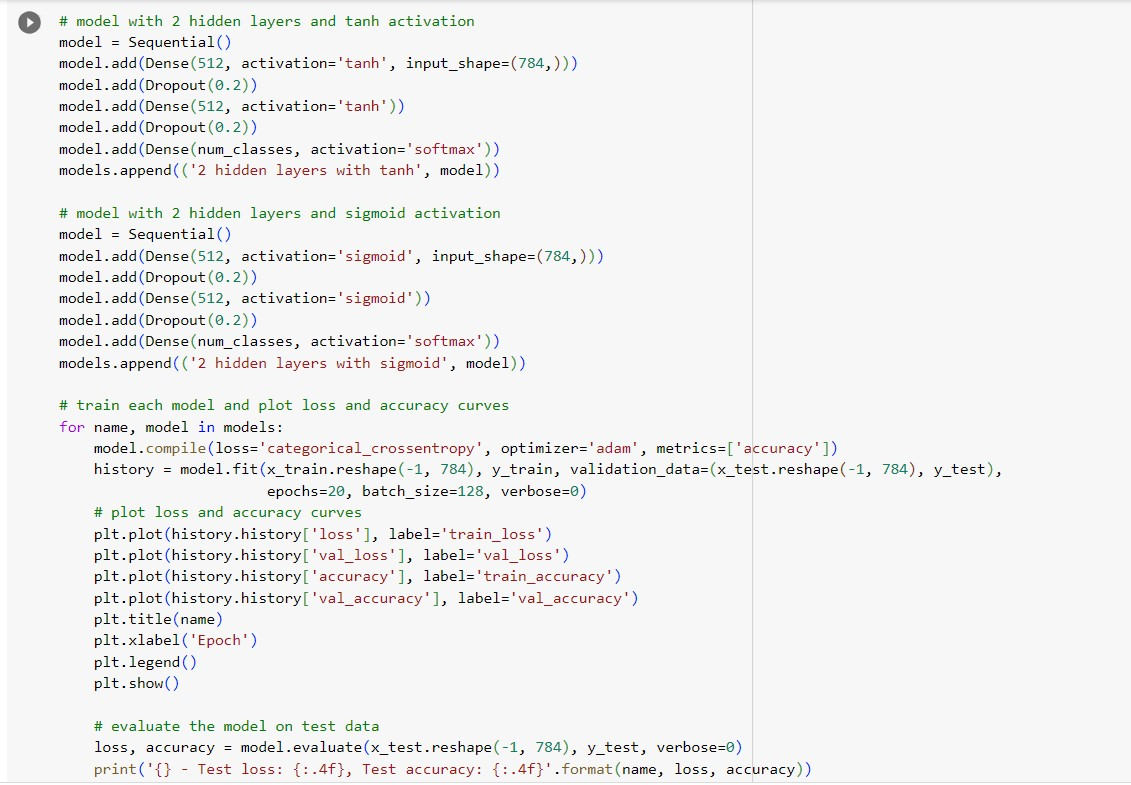 # model with 2 hidden layers and tanh activation
model = Sequential()
model.add(Dense(512, activation='tanh', input_shape=(784,)))
model.add(Dropout(0.2))
model.add(Dense(512, activation='tanh'))
model.add(Dropout(0.2))
model.add(Dense(num_classes, activation='softmax'))
models.append(('2 hidden layers with tanh', model))

# model with 2 hidden layers and sigmoid activation
model = Sequential()
model.add(Dense(512, activation='sigmoid', input_shape=(784,)))
model.add(Dropout(0.2))
model.add(Dense(512, activation='sigmoid'))
model.add(Dropout(0.2))
model.add(Dense(num_classes, activation='softmax'))
models.append(('2 hidden layers with sigmoid', model))

# train each model and plot loss and accuracy curves
for name, model in models:
    model.compile(loss='categorical_crossentropy', optimizer='adam', metrics=['accuracy'])
    history = model.fit(x_train.reshape(-1, 784), y_train, validation_data=(x_test.reshape(-1, 784), y_test),
                        epochs=20, batch_size=128, verbose=0)
    # plot loss and accuracy curves
    plt.plot(history.history['loss'], label='train_loss')
    plt.plot(history.history['val_loss'], label='val_loss')
    plt.plot(history.history['accuracy'], label='train_accuracy')
    plt.plot(history.history['val_accuracy'], label='val_accuracy')
    plt.title(name)
    plt.xlabel('Epoch')
    plt.legend()
    plt.show()

    # evaluate the model on test data
    loss, accuracy = model.evaluate(x_test.reshape(-1, 784), y_test, verbose=0)
    print('{} - Test loss: {:.4f}, Test accuracy: {:.4f}'.format(name, loss, accuracy))